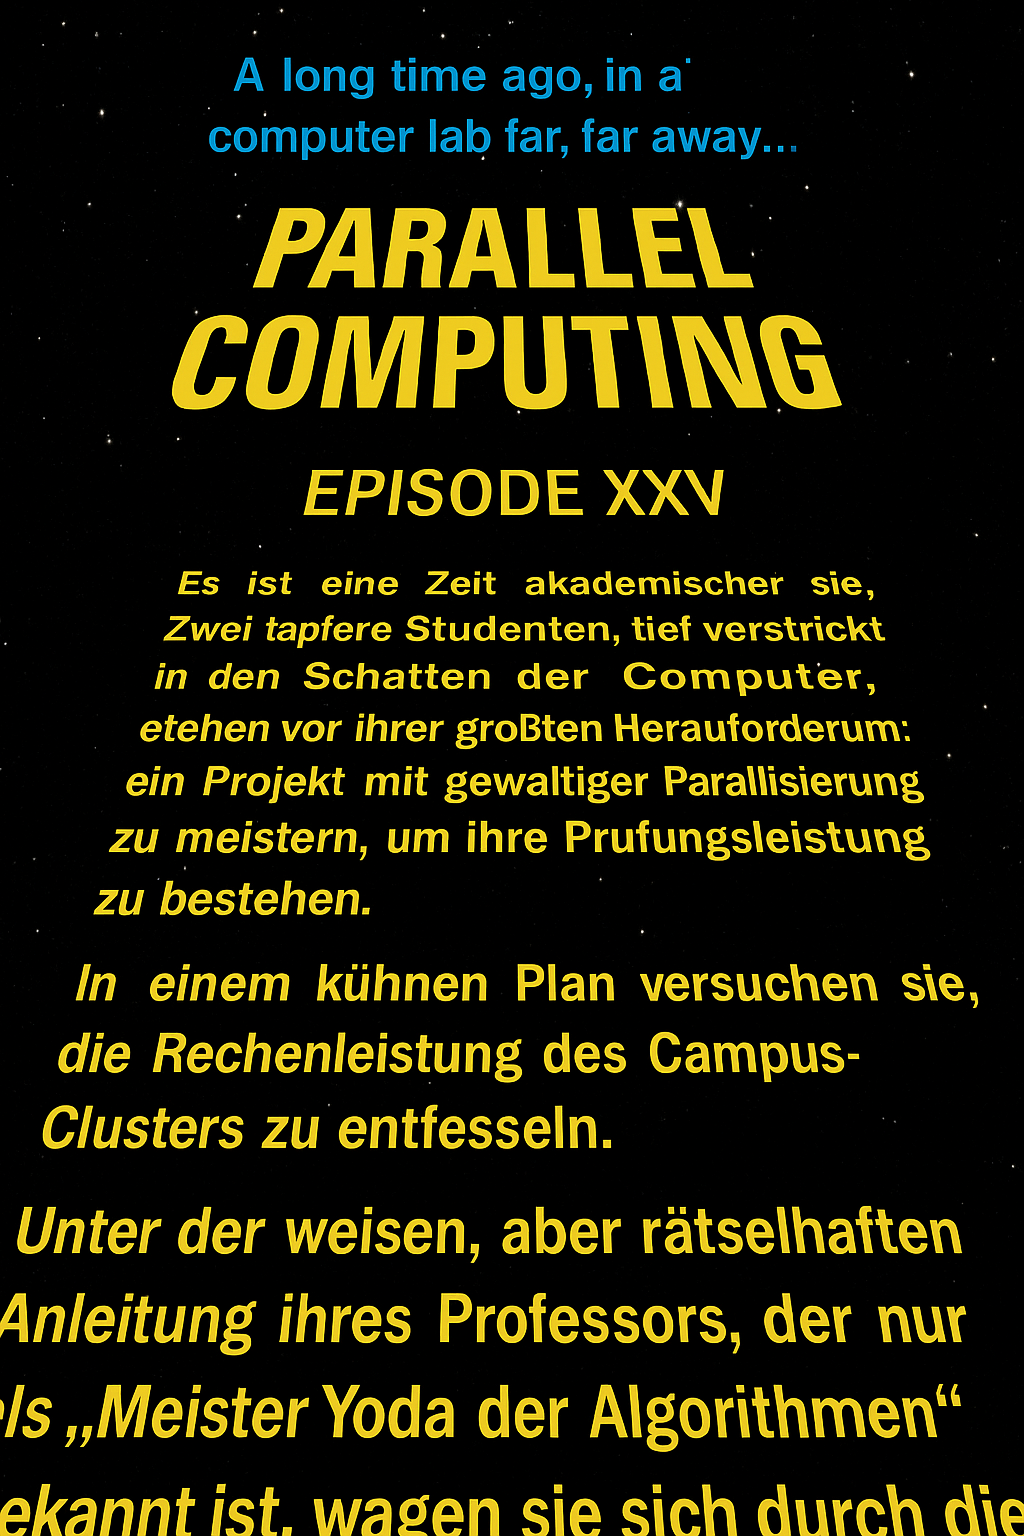 A long time ago, in a
computer lab far, far away...
PARALLEL
COMPUTING
EPISODE XXV
Es ist eine Zeit akademischer sie,
Zwei tapfere Studenten, tief verstrickt
in den Schatten der Computer,
etehen vor ihrer großten Herauforderum:
ein Projekt mit gewaltiger Parallisierung
zu meistern, um ihre Prufungsleistung
zu bestehen.
In einem kühnen Plan versuchen sie,
die Rechenleistung des Campus-
Clusters zu entfesseln.
Unter der weisen, aber rätselhaften
Anleitung ihres Professors, der nur
els „Meister Yoda der Algorithmen“
ekannt ist, wagen sie sich durch die